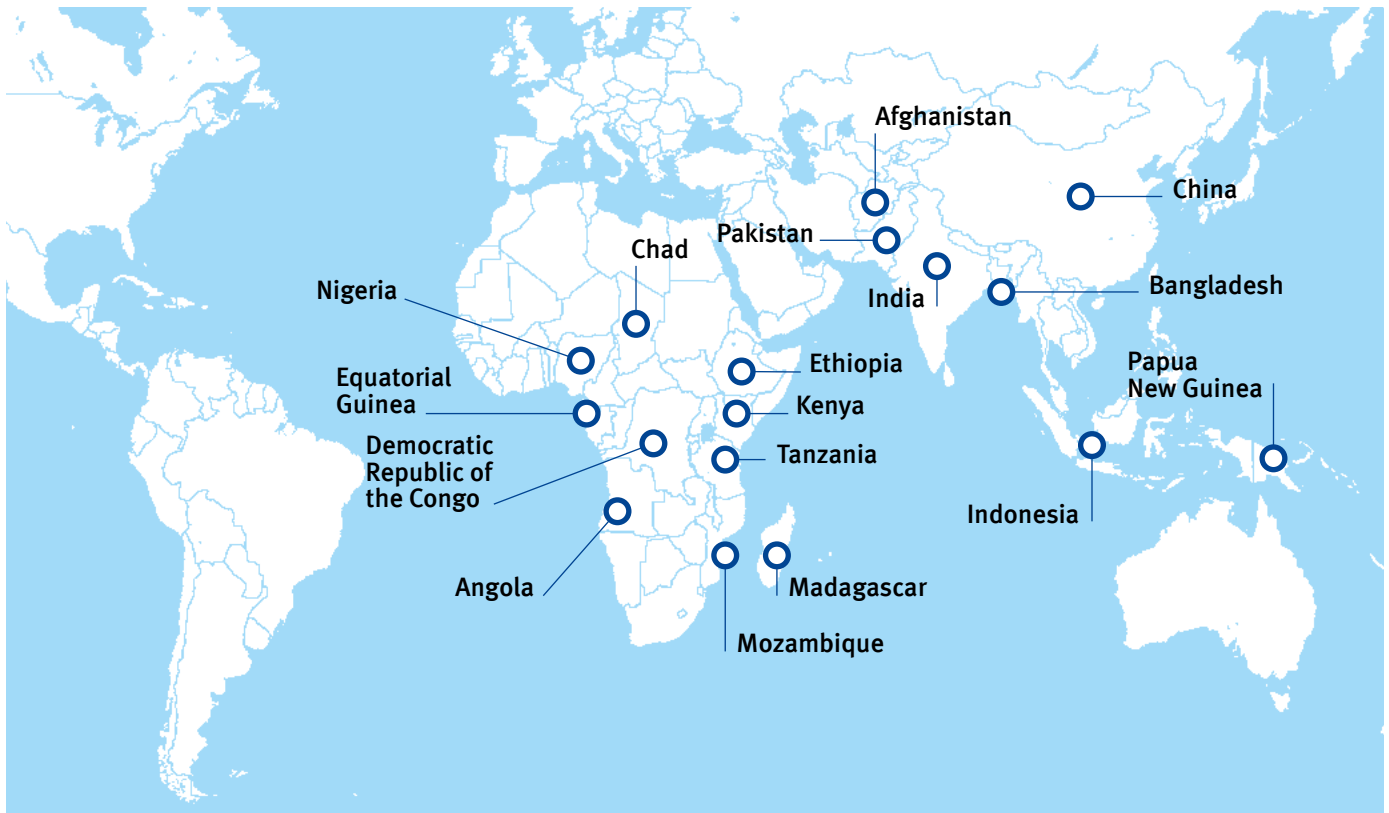 Afghanistan
China
Pakistan
Chad
India
Bangladesh
Nigeria
Ethiopia
Papua
New Guinea
Equatorial
Guinea
Kenya
Democratic
Republic of
the Congo
Tanzania
Indonesia
Angola
Madagascar
Mozambique